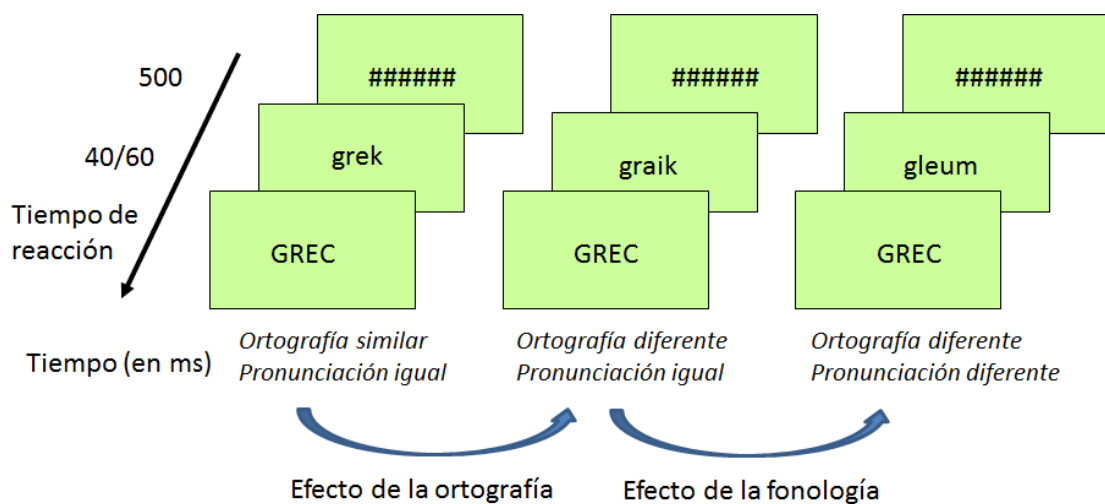 500
######
######
######
40/60
grek
graik
gleum
Tiempo de
reacción
GREC
GREC
GREC
Tiempo (en ms)
Ortografía similar
Pronunciación igual
Ortografía diferente
Pronunciación igual
Ortografía diferente
Pronunciación diferente
Efecto de la ortografía
Efecto de la fonología